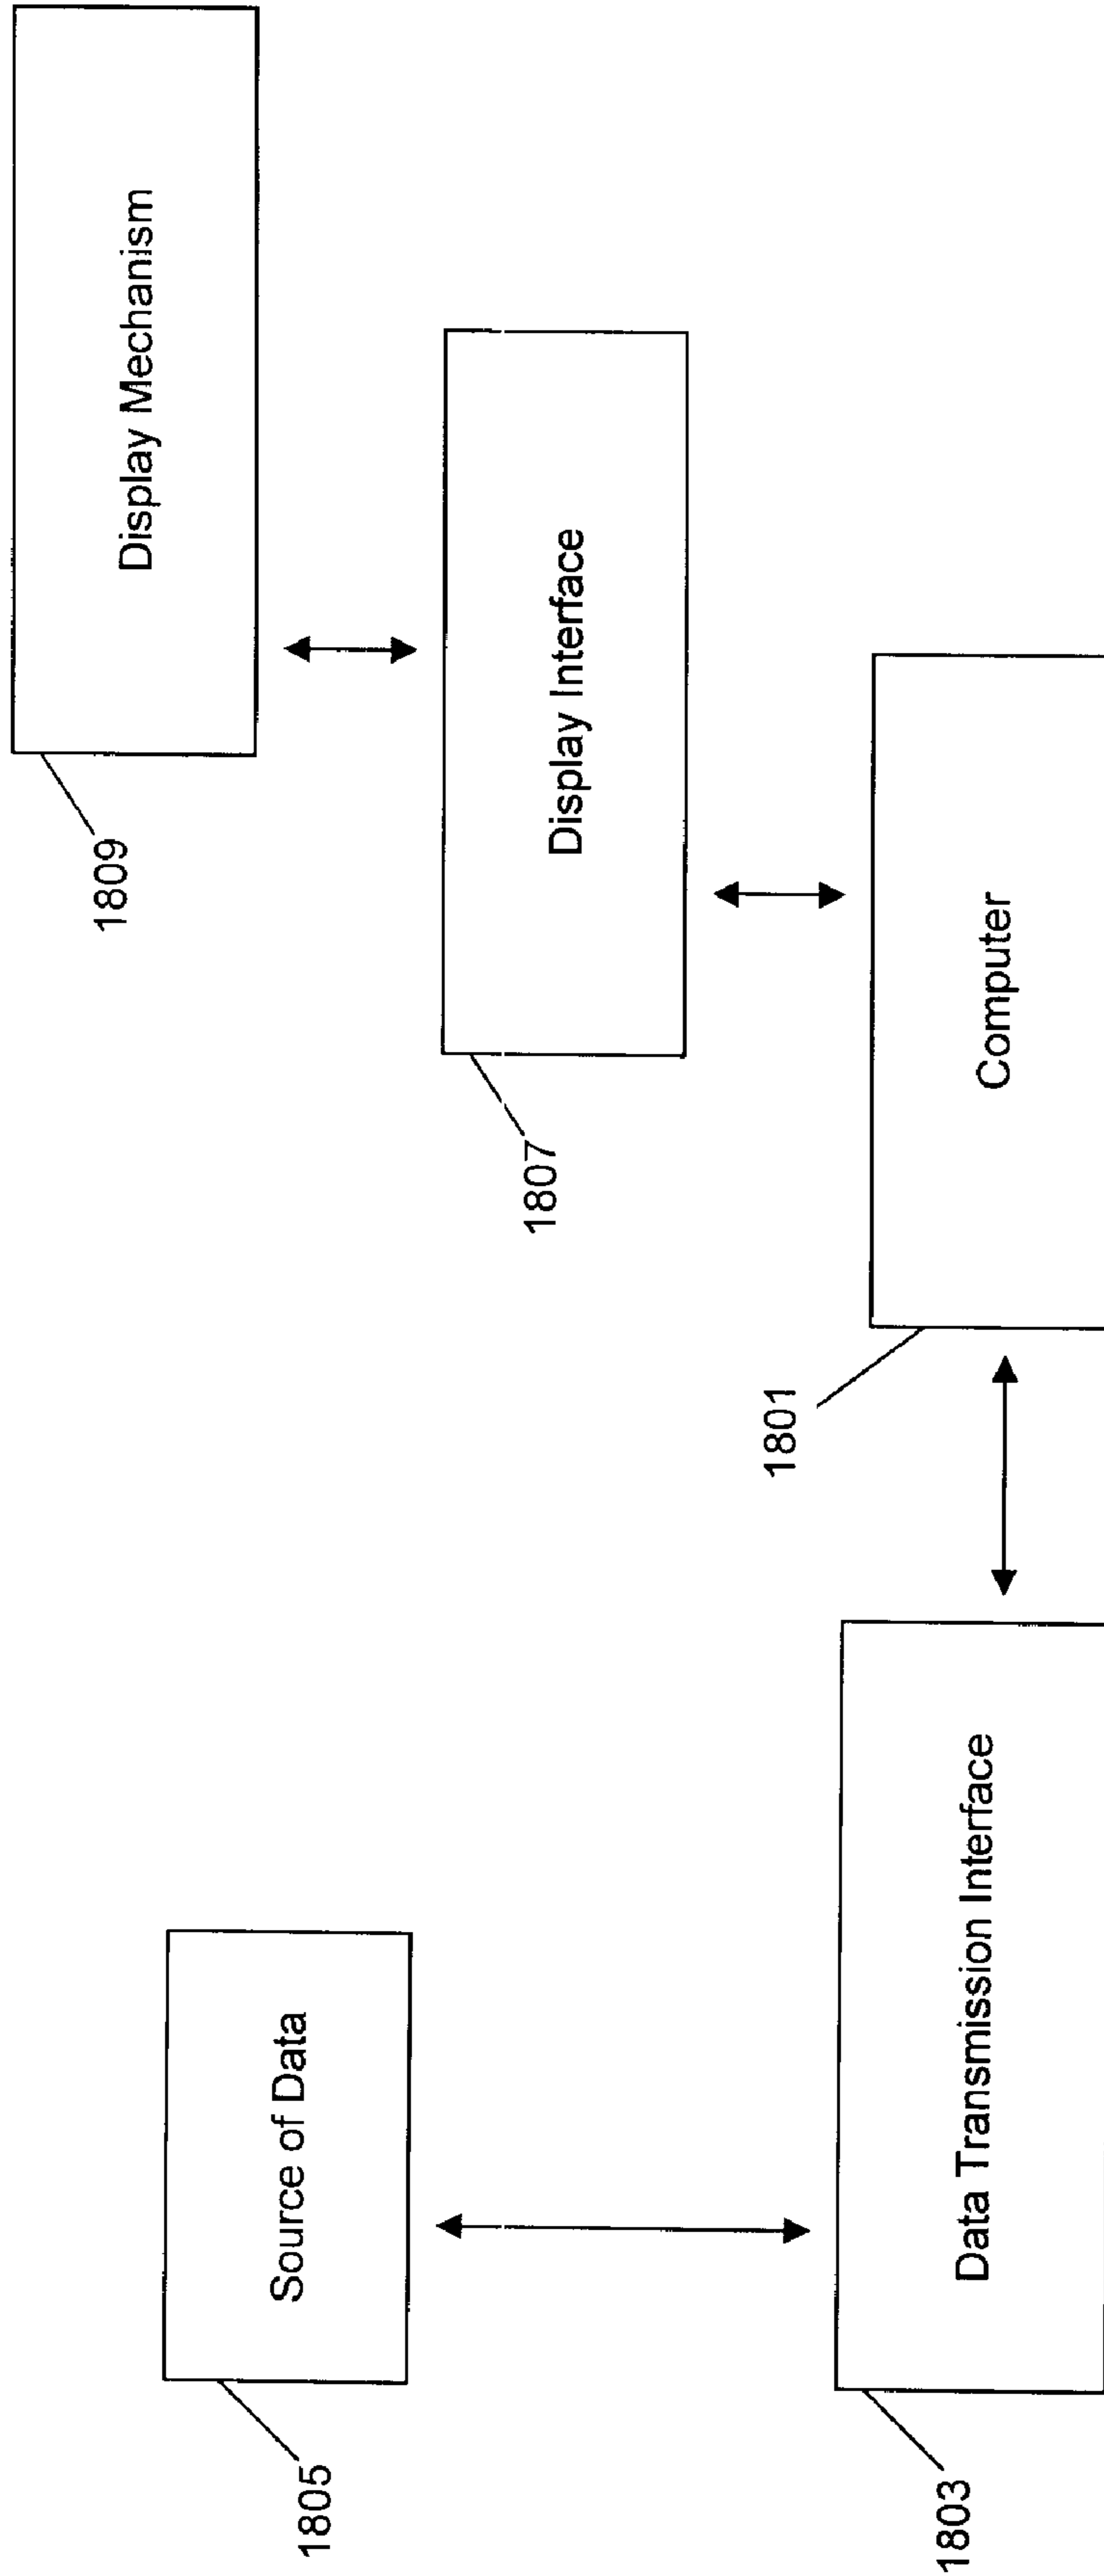 Display Mechanism
1809
Display Interface
1807
Computer
1801
Source of Data
1805
Data Transmission Interface
1803